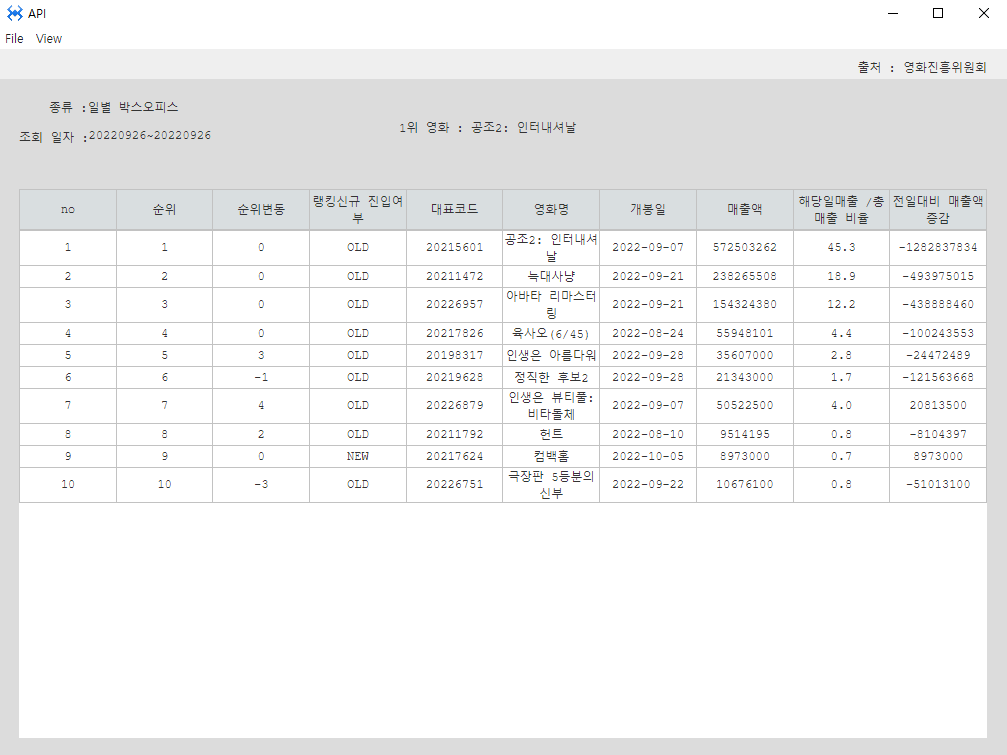 API
File View
출처 : 영화진흥위원회
종류 :일별 박스오피스
조회 일자 :20220926~20220926
1위 영화 : 공조2: 인터내셔날
no 순위 순위변동 랭킹신규 진입여부 대표코드 영화명 개봉일 매출액 해당일매출 /총매출 비율 전일대비 매출액 증감
1 1 0 OLD 20215601 공조2: 인터내셔날 2022-09-07 572503262 45.3 -1282837834
2 2 0 OLD 20211472 늑대사냥 2022-09-21 238265508 18.9 -493975015
3 3 0 OLD 20226957 아바타 리마스터링 2022-09-21 154324380 12.2 -438888460
4 4 0 OLD 20217826 육사오(6/45) 2022-08-24 55948101 4.4 -100243553
5 5 3 OLD 20198317 인생은 아름다워 2022-09-28 35607000 2.8 -24472489
6 6 -1 OLD 20219628 정직한 후보2 2022-09-28 21343000 1.7 -121563668
7 7 4 OLD 20226879 인생은 뷰티풀: 비타돌체 2022-09-07 50522500 4.0 20813500
8 8 2 OLD 20211792 헌트 2022-08-10 9514195 0.8 -8104397
9 9 0 NEW 20217624 컴백홈 2022-10-05 8973000 0.7 8973000
10 10 -3 OLD 20226751 극장판 5등분의 신부 2022-09-22 10676100 0.8 -51013100